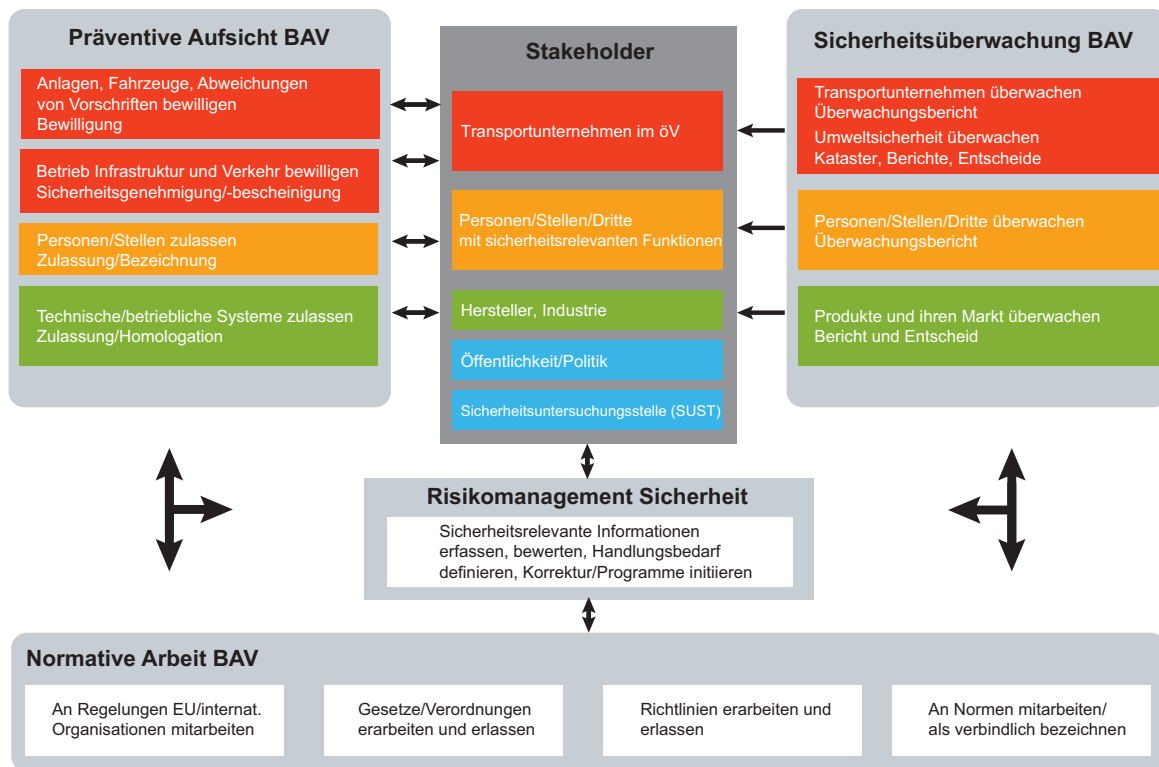 Präventive Aufsicht BAV
Anlagen, Fahrzeuge, Abweichungen
von Vorschriften bewilligen
Bewilligung
Betrieb Infrastruktur und Verkehr bewilligen
Sicherheitsgenehmigung/-bescheinigung
Personen/Stellen zulassen
Zulassung/Bezeichnung
Technische/betriebliche Systeme zulassen
Zulassung/Homologation
Stakeholder
Transportunternehmen im öV
Personen/Stellen/Dritte
mit sicherheitsrelevanten Funktionen
Hersteller, Industrie
Öffentlichkeit/Politik
Sicherheitsuntersuchungsstelle (SUST)
Sicherheitsüberwachung BAV
Transportunternehmen überwachen
Überwachungsbericht
Umweltsicherheit überwachen
Kataster, Berichte, Entscheide
Personen/Stellen/Dritte überwachen
Überwachungsbericht
Produkte und ihren Markt überwachen
Bericht und Entscheid
Risikomanagement Sicherheit
Sicherheitsrelevante Informationen
erfassen, bewerten, Handlungsbedarf
definieren, Korrektur/Programme initiieren
Normative Arbeit BAV
An Regelungen EU/internat.
Organisationen mitarbeiten
Gesetze/Verordnungen
erarbeiten und erlassen
Richtlinien erarbeiten und
erlassen
An Normen mitarbeiten/
als verbindlich bezeichnen